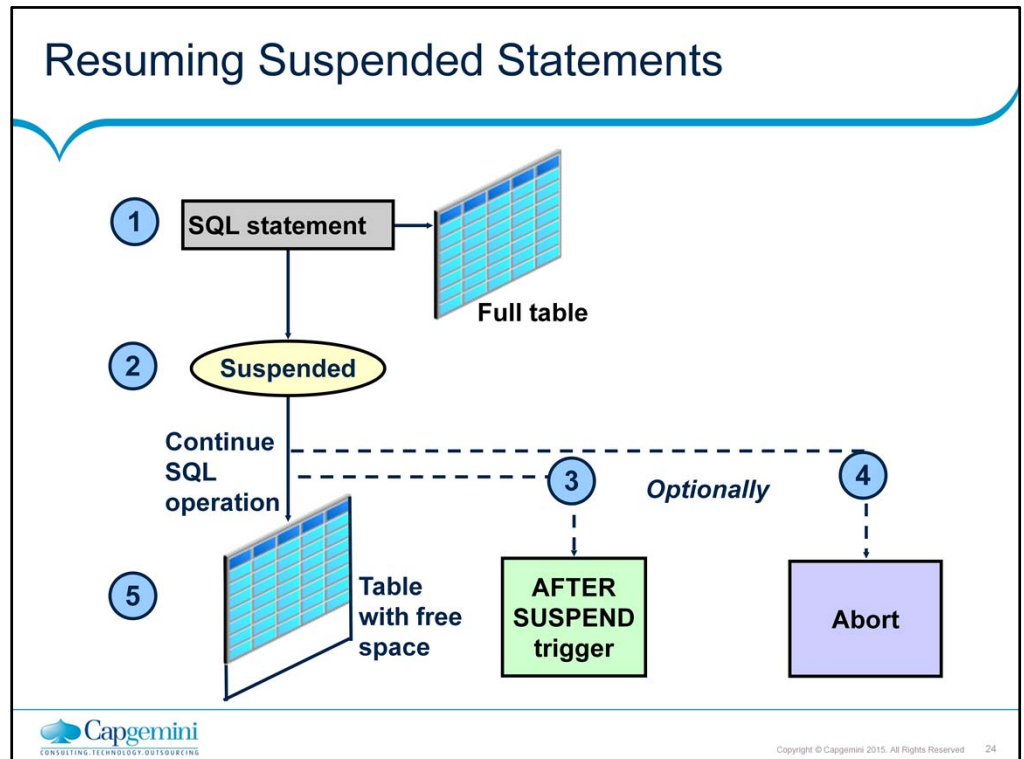 Resuming Suspended Statements
1
SQL statement
Full table
2
Suspended
Continue
SQL
operation
3
Optionally
4
5
Table
with free
space
AFTER
SUSPEND
trigger
Abort
Capgemini
CONSULTING.TECHNOLOGY.OUTSOURCING
Copyright © Capgemini 2015. All Rights Reserved 24